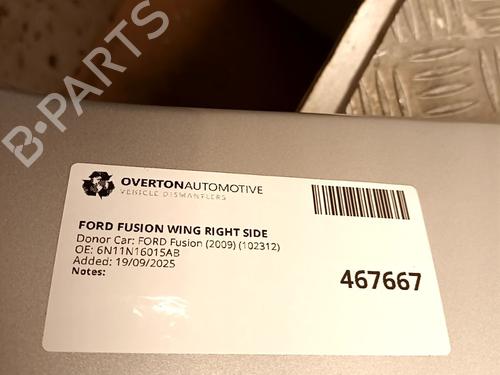 B-PARTS
OVERTONAUTOMOTIVE
VEHICLE DISMANTLERS
FORD FUSION WING RIGHT SIDE
Donor Car: FORD Fusion (2009) (102312)
OE: 6N11N16015AB
Added: 19/09/2025
Notes:
467667